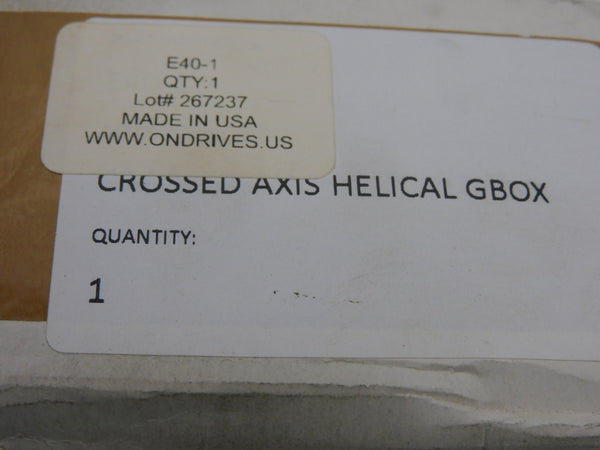 E40-1
QTY:1
Lot# 267237
MADE IN USA
WWW.ONDRIVES.US
CROSSED AXIS HELICAL GBOX
QUANTITY:
1